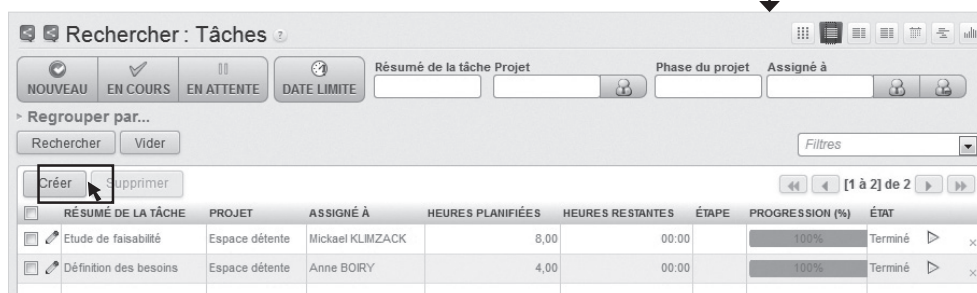 Rechercher : Tâches ?
NOUVEAU EN COURS EN ATTENTE DATE LIMITE
Résumé de la tâche Projet Phase du projet Assigné à
Regrouper par...
Rechercher Vider Filtres
Créer Supprimer [1 à 2] de 2
RÉSUMÉ DE LA TÂCHE PROJET ASSIGNÉ À HEURES PLANIFIÉES HEURES RESTANTES ÉTAPE PROGRESSION (%) ÉTAT
Etude de faisabilité Espace détente Mickael KLIMZACK 8,00 00:00 100% Terminé
Définition des besoins Espace détente Anne BOIRY 4,00 00:00 100% Terminé